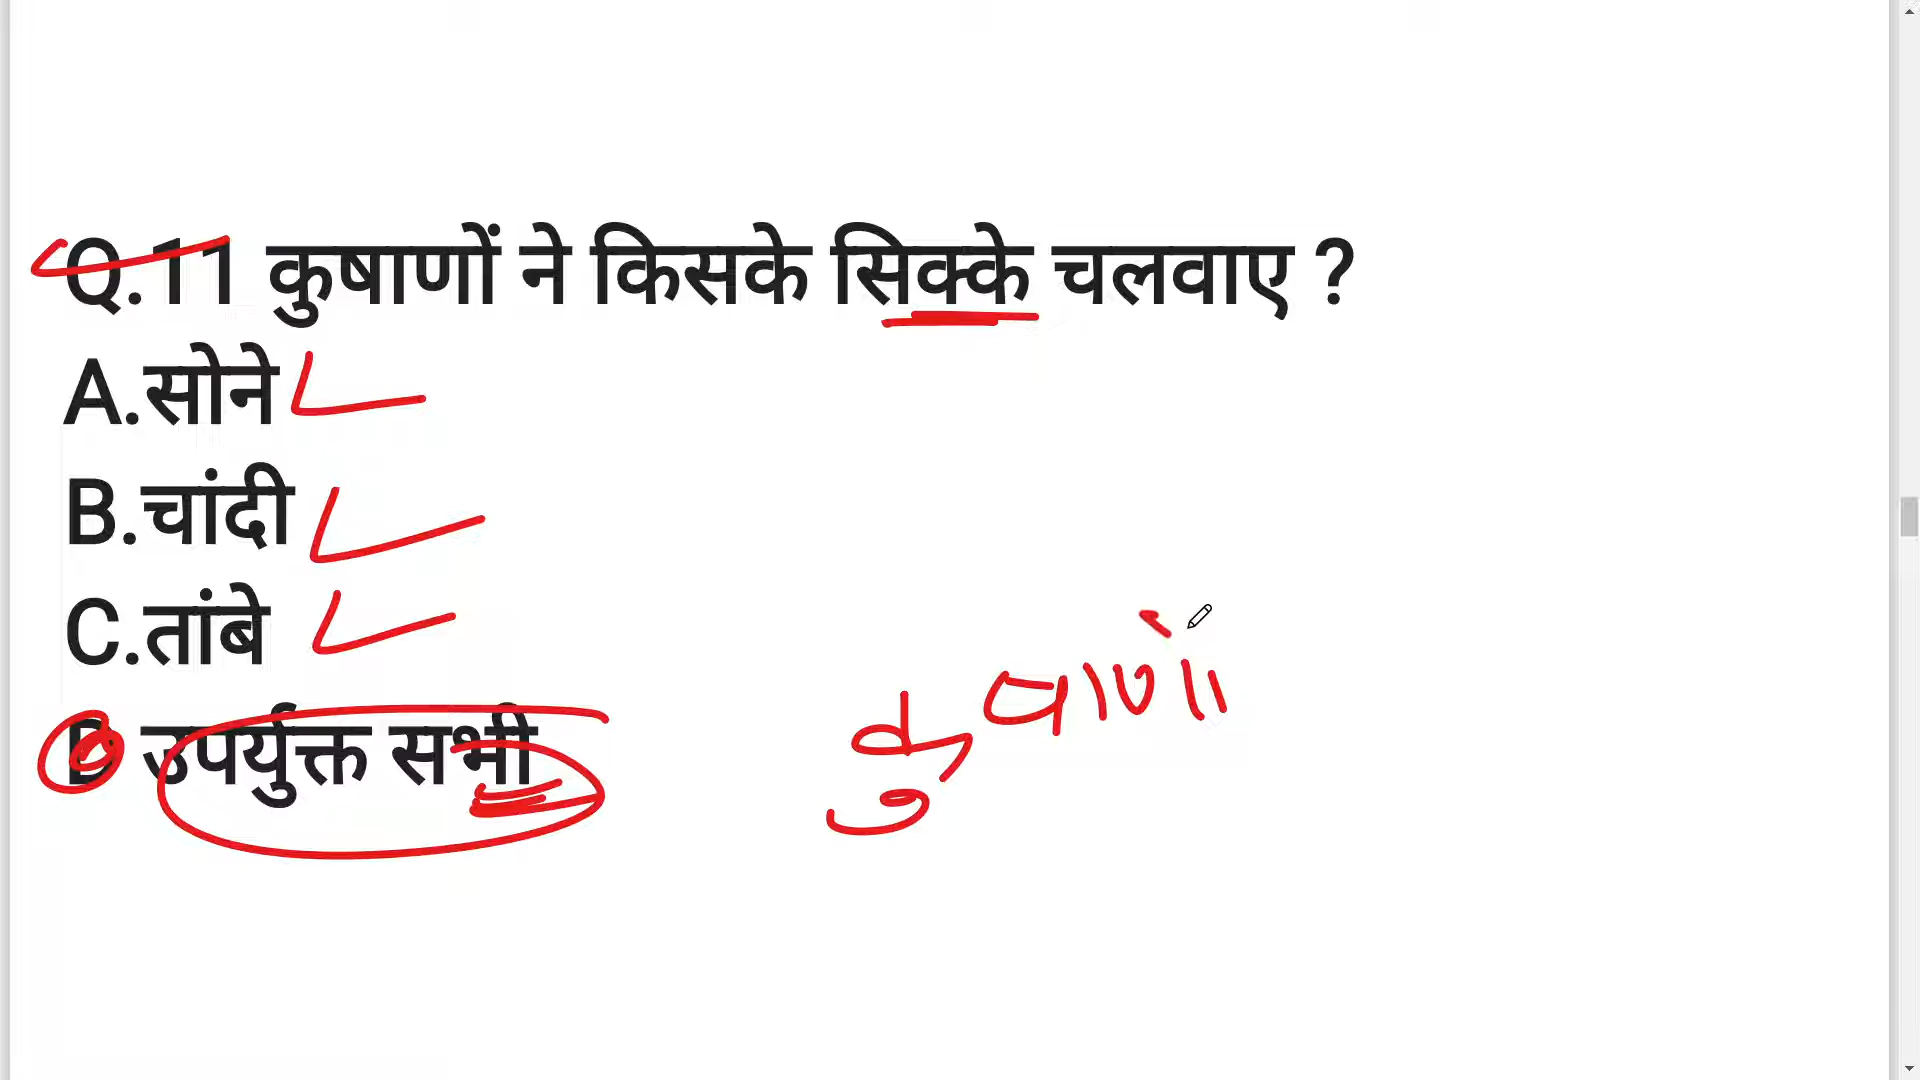 Q.11 कुषाणों ने किसके सिक्के चलवाए ?
A.सोने
B.चांदी
C.तांबे
D उपर्युक्त सभी